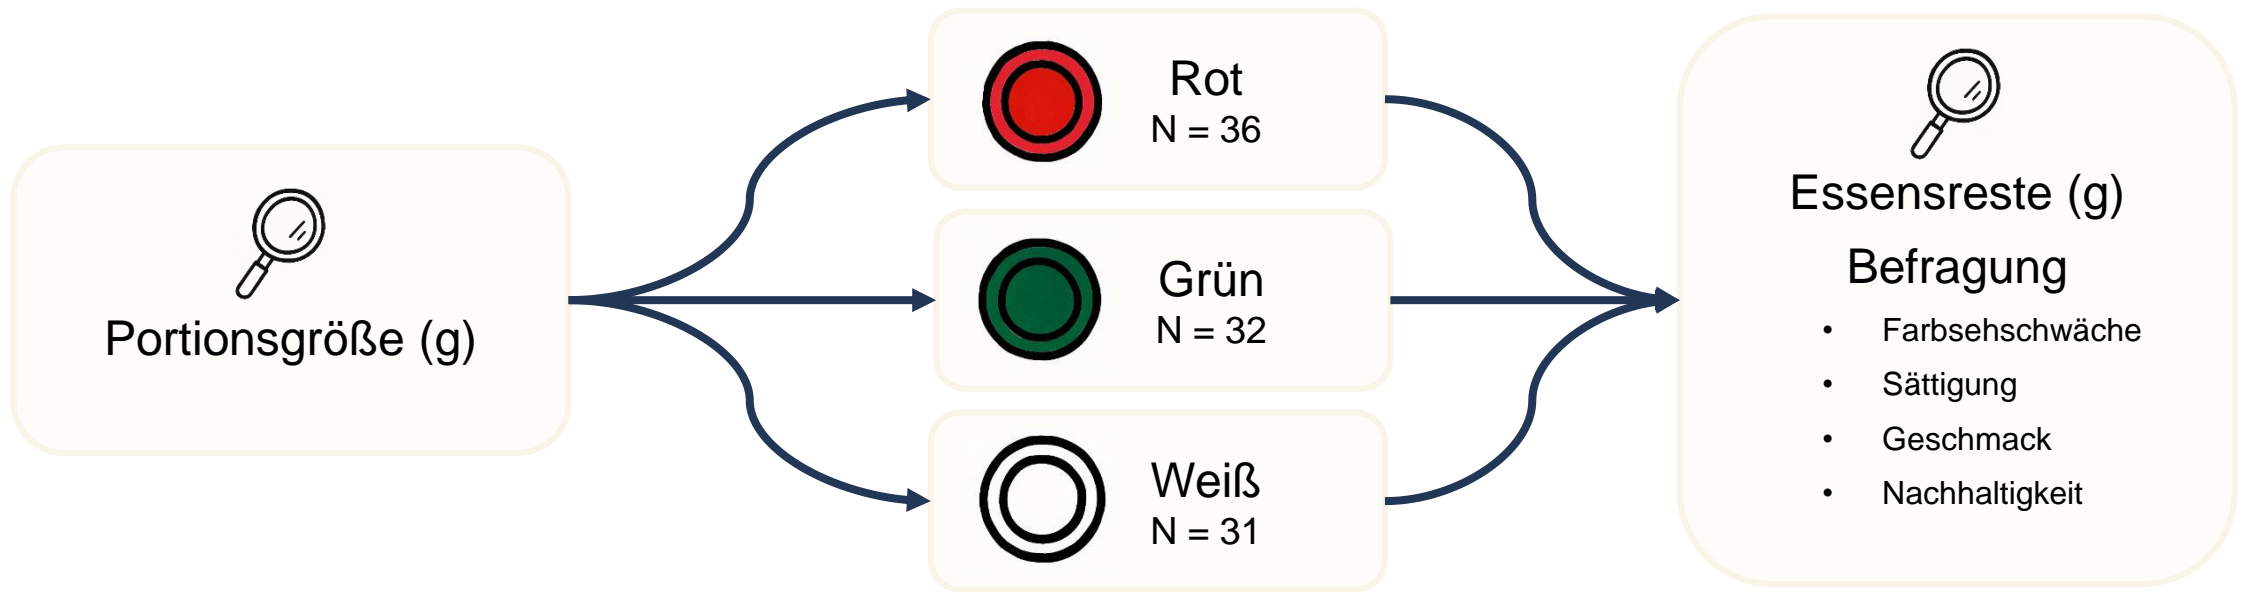 Portionsgröße (g)
Rot
N = 36
Grün
N = 32
Weiß
N = 31
Essensreste (g)
Befragung
• Farbsehschwäche
• Sättigung
• Geschmack
• Nachhaltigkeit